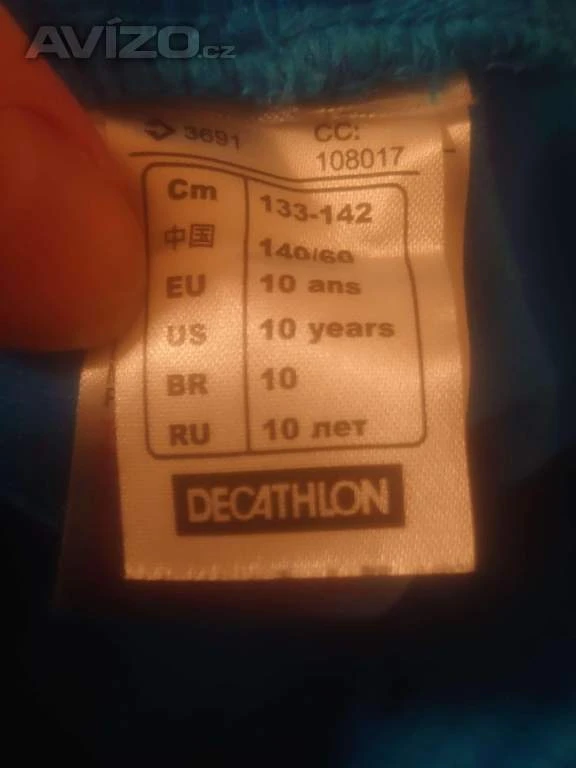 AVÍZO.cz
3691 CC:
108017
Cm 133-142
中国 140/60
EU 10 ans
US 10 years
BR 10
RU 10 лет
DECATHLON